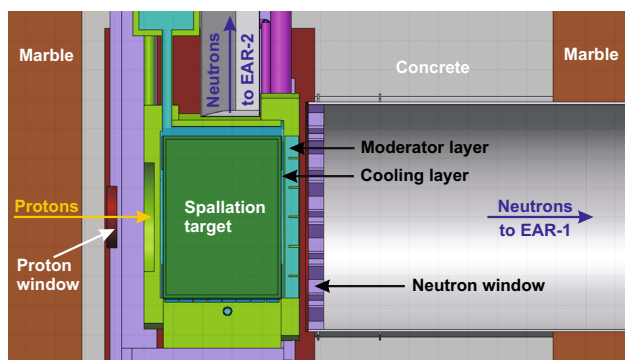 Marble
Neutrons
to EAR-2
Concrete
Marble
Moderator layer
Cooling layer
Protons
Spallation
target
Neutrons
to EAR-1
Proton
window
Neutron window